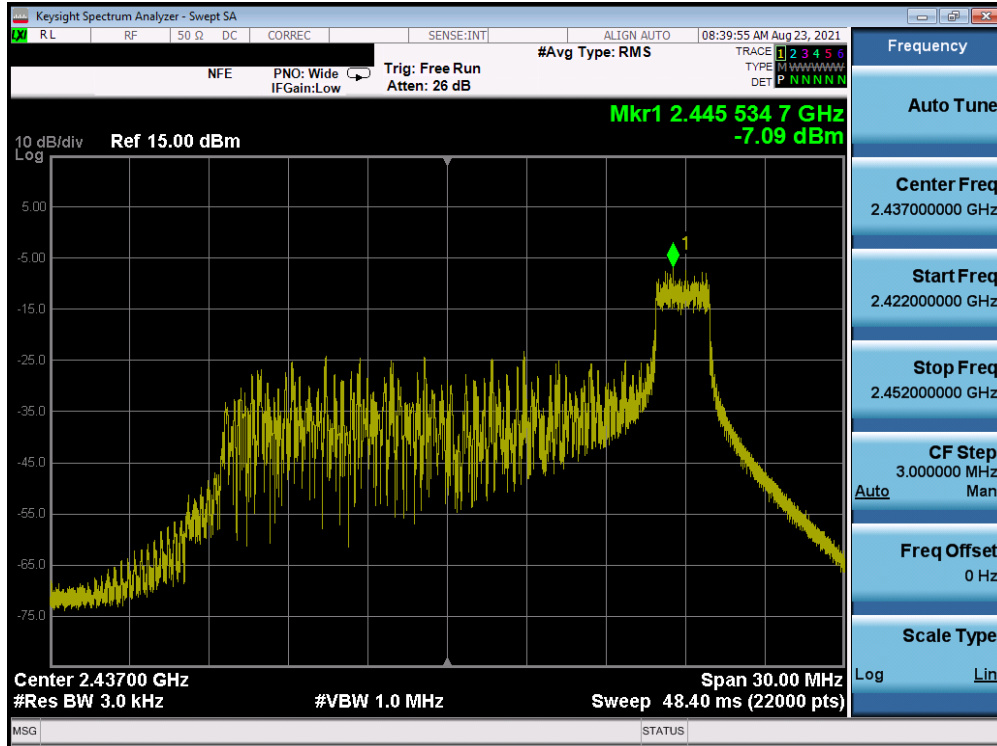 Keysight Spectrum Analyzer - Swept SA
LXI RL RF 50 Ω DC CORREC SENSE:INT ALIGN AUTO 08:39:55 AM Aug 23, 2021
NFE PNO: Wide IFGain:Low
Trig: Free Run
Atten: 26 dB
#Avg Type: RMS
TRACE 1 2 3 4 5 6
TYPE M WWWWW
DET P N N N N N
Mkr1 2.445 534 7 GHz
-7.09 dBm
10 dB/div Ref 15.00 dBm
Log
5.00
-5.00
-15.0
-25.0
-35.0
-45.0
-55.0
-65.0
-75.0
1
Center 2.43700 GHz Span 30.00 MHz
#Res BW 3.0 kHz #VBW 1.0 MHz Sweep 48.40 ms (22000 pts)
MSG STATUS
Frequency
Auto Tune
Center Freq
2.437000000 GHz
Start Freq
2.422000000 GHz
Stop Freq
2.452000000 GHz
CF Step
3.000000 MHz
Auto Man
Freq Offset
0 Hz
Scale Type
Log Lin